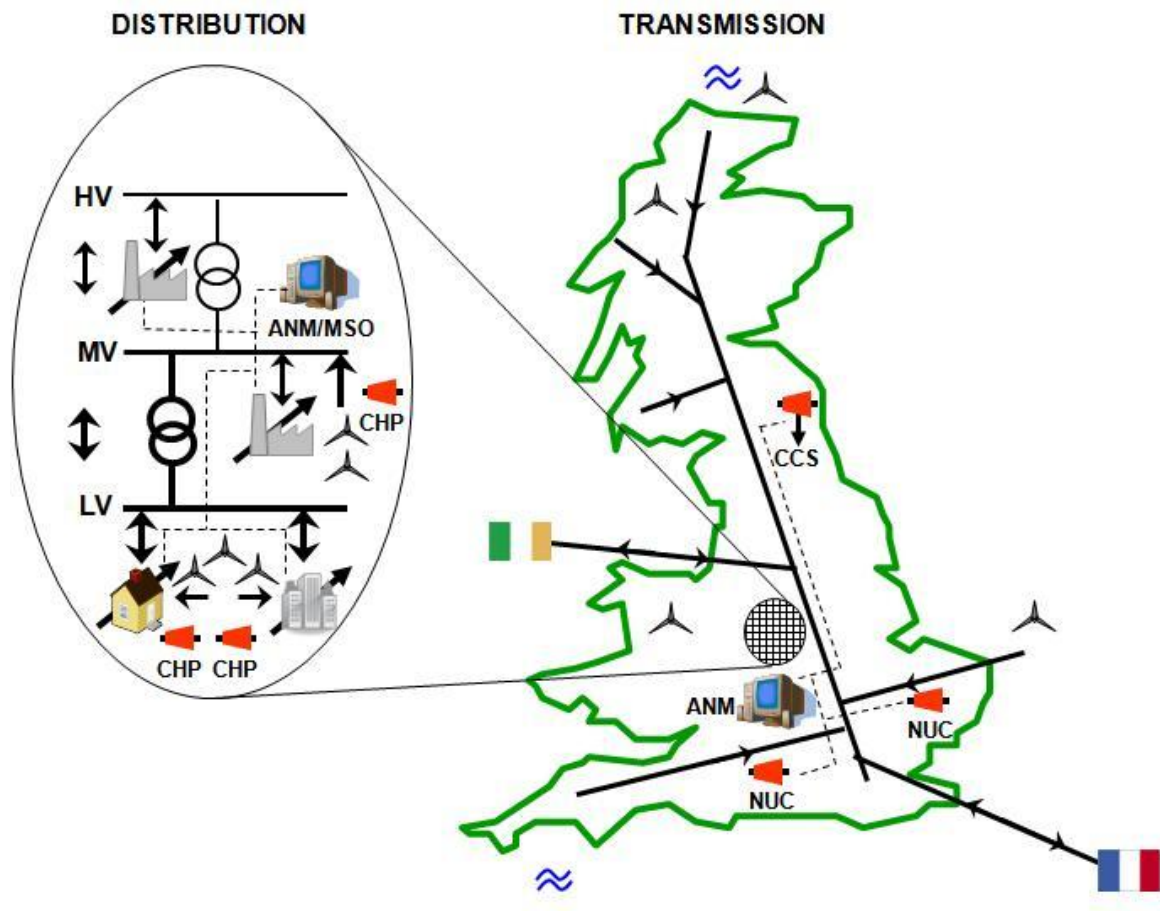 DISTRIBUTION
TRANSMISSION
HV
ANM/MSO
MV
CHP
LV
CHP CHP
CCS
ANM
NUC
NUC